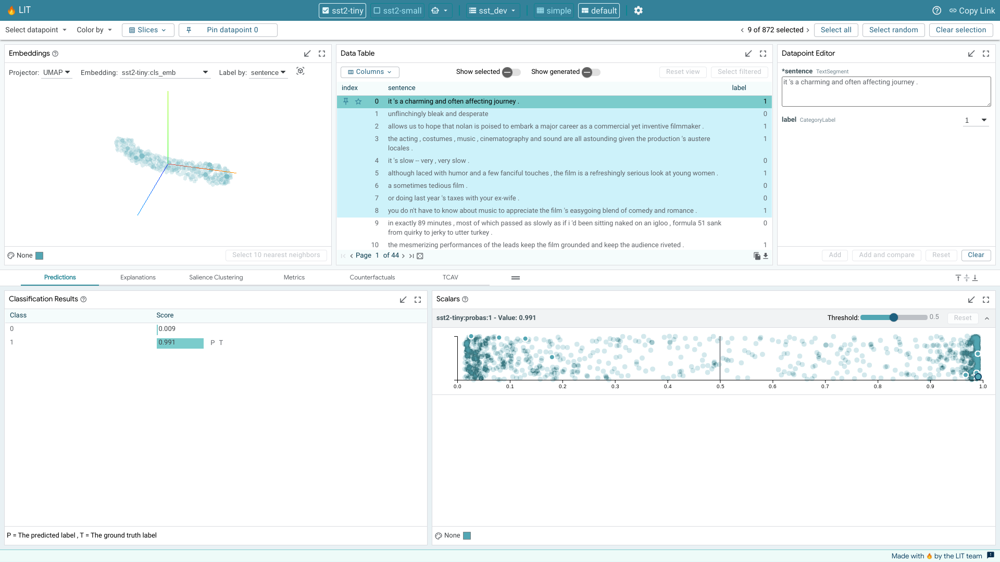 LIT
sst2-tiny sst2-small sst_dev simple default
Copy Link
Select datapoint Color by Slices Pin datapoint 0
9 of 872 selected Select all Select random Clear selection
Embeddings
Projector: UMAP Embedding: sst2-tiny:cls_emb Label by: sentence
None Select 10 nearest neighbors
Data Table
Columns Show selected Show generated Reset view Select filtered
index sentence label
0 it 's a charming and often affecting journey . 1
1 unflinchingly bleak and desperate 0
2 allows us to hope that nolan is poised to embark a major career as a commercial yet inventive filmmaker . 1
3 the acting , costumes , music , cinematography and sound are all astounding given the production 's austere 1
locales .
4 it 's slow -- very , very slow . 0
5 although laced with humor and a few fanciful touches , the film is a refreshingly serious look at young women . 1
6 a sometimes tedious film . 0
7 or doing last year 's taxes with your ex-wife . 0
8 you do n't have to know about music to appreciate the film 's easygoing blend of comedy and romance . 1
9 in exactly 89 minutes , most of which passed as slowly as if i 'd been sitting naked on an igloo , formula 51 sank 0
from quirky to jerky to utter turkey .
10 the mesmerizing performances of the leads keep the film grounded and keep the audience riveted . 1
Page 1 of 44
Datapoint Editor
*sentence TextSegment
it 's a charming and often affecting journey .
label CategoryLabel 1
Add Add and compare Reset Clear
Predictions Explanations Salience Clustering Metrics Counterfactuals TCAV
Classification Results
Class Score
0 0.009
1 0.991 P T
P = The predicted label , T = The ground truth label
Scalars
sst2-tiny:probas:1 - Value: 0.991 Threshold: 0.5 Reset
0.0 0.1 0.2 0.3 0.4 0.5 0.6 0.7 0.8 0.9 1.0
None
Made with 🔥 by the LIT team